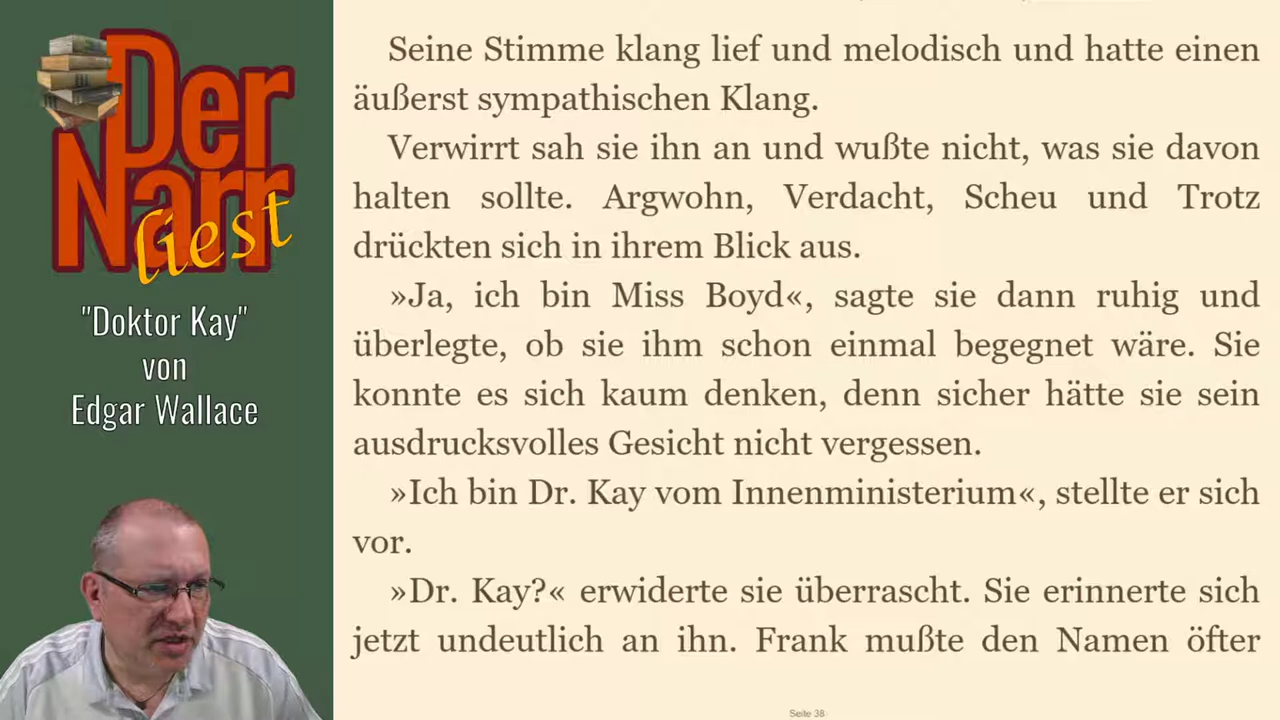 Der
Narr
liest
"Doktor Kay"
von
Edgar Wallace
Seine Stimme klang lief und melodisch und hatte einen
äußerst sympathischen Klang.
Verwirrt sah sie ihn an und wußte nicht, was sie davon
halten sollte. Argwohn, Verdacht, Scheu und Trotz
drückten sich in ihrem Blick aus.
»Ja, ich bin Miss Boyd«, sagte sie dann ruhig und
überlegte, ob sie ihm schon einmal begegnet wäre. Sie
konnte es sich kaum denken, denn sicher hätte sie sein
ausdrucksvolles Gesicht nicht vergessen.
»Ich bin Dr. Kay vom Innenministerium«, stellte er sich
vor.
»Dr. Kay?« erwiderte sie überrascht. Sie erinnerte sich
jetzt undeutlich an ihn. Frank mußte den Namen öfter
Seite 38